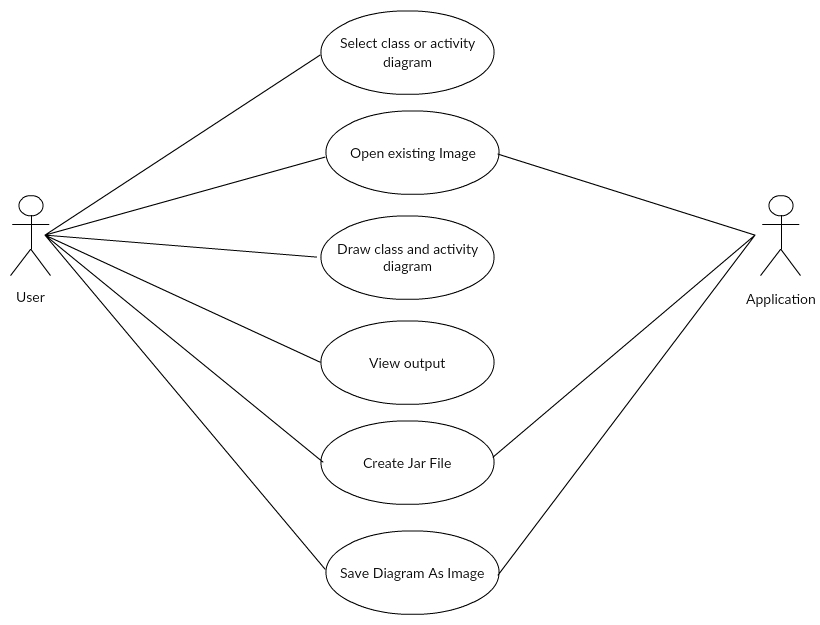 Select class or activity
diagram
Open existing Image
Draw class and activity
diagram
User
Application
View output
Create Jar File
Save Diagram As Image